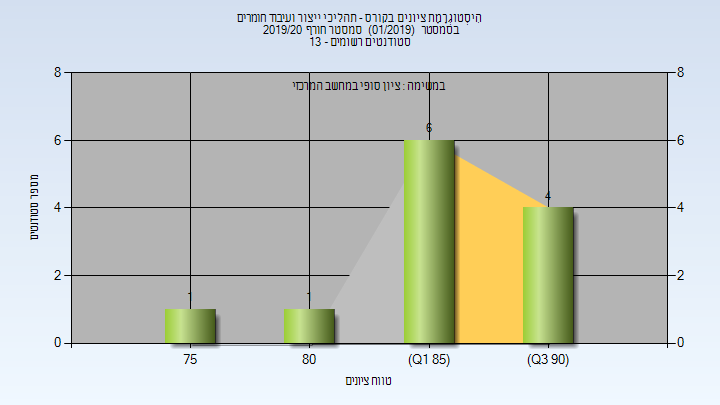 היסטוגרמת ציונים בקורס - תהליכי ייצור ועיבוד חומרים
בסמסטר (01/2019) סמסטר חורף 2019/20
סטודנטים רשומים - 13
במשימה : ציון סופי במחשב המרכזי
8 8
6 6
4 4
2 2
0 0
6
4
1
1
מספר סטודנטים
75 80 (Q1 85) (Q3 90)
טווח ציונים